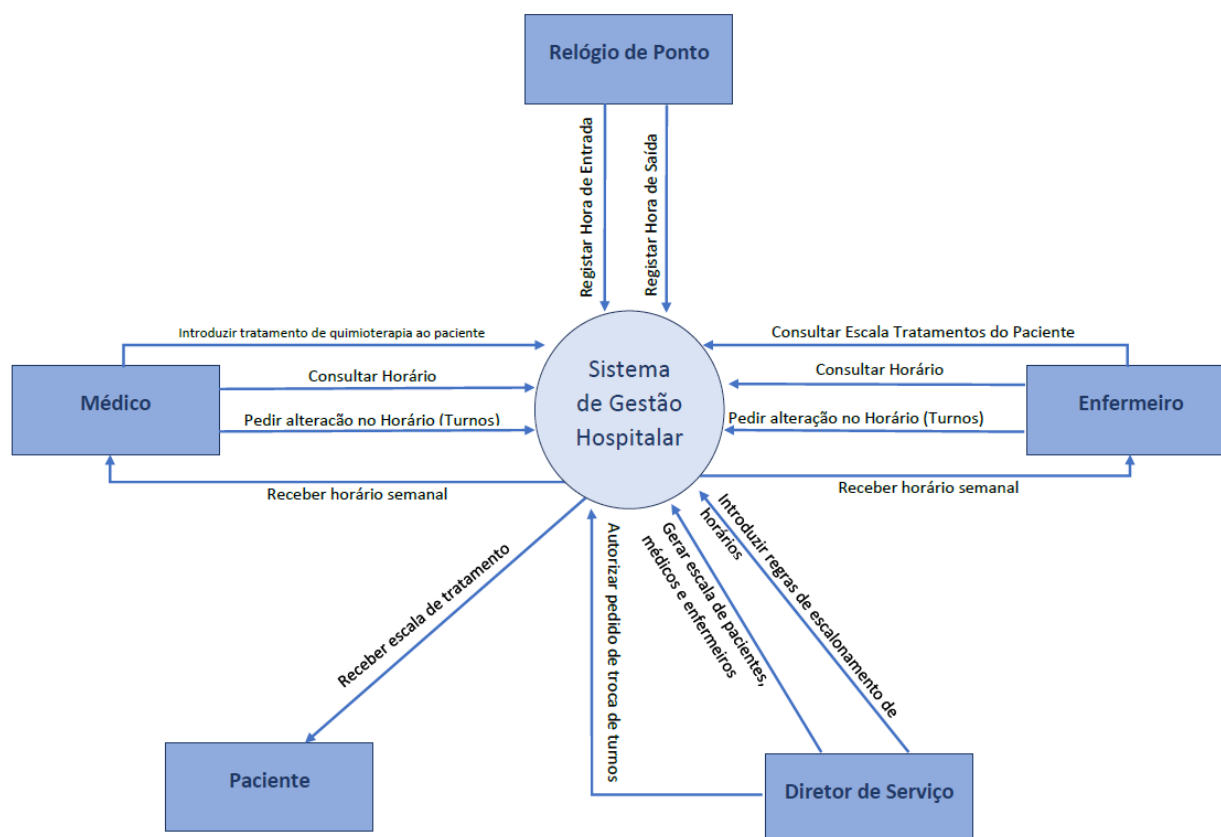 Relógio de Ponto
Registar Hora de Entrada
Registar Hora de Saída
Introduzir tratamento de quimioterapia ao paciente
Consultar Escala Tratamentos do Paciente
Médico
Consultar Horário
Sistema
de Gestão
Hospitalar
Consultar Horário
Enfermeiro
Pedir alteracão no Horário (Turnos)
Pedir alteração no Horário (Turnos)
Receber horário semanal
Receber horário semanal
Receber escala de tratamento
Autorizar pedido de troca de turnos
Gerar escala de pacientes,
médicos e enfermeiros
Introduzir regras de escalonamento de
horários
Paciente
Diretor de Serviço